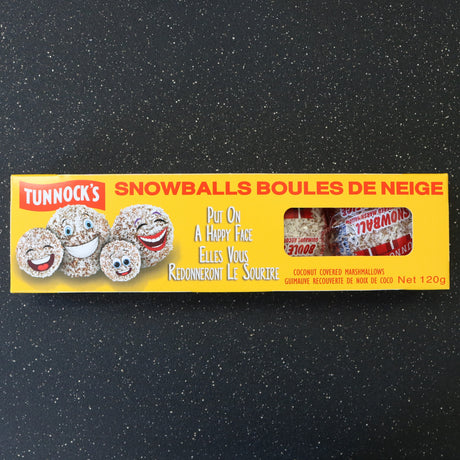 TUNNOCK'S
SNOWBALLS BOULES DE NEIGE
PUT ON
A HAPPY FACE
ELLES VOUS
REDONNERONT LE SOURIRE
BOULE
SNOWBALL
COCONUT COVERED MARSHMALLOWS
GUIMAUVE RECOUVERTE DE NOIX DE COCO Net 120g